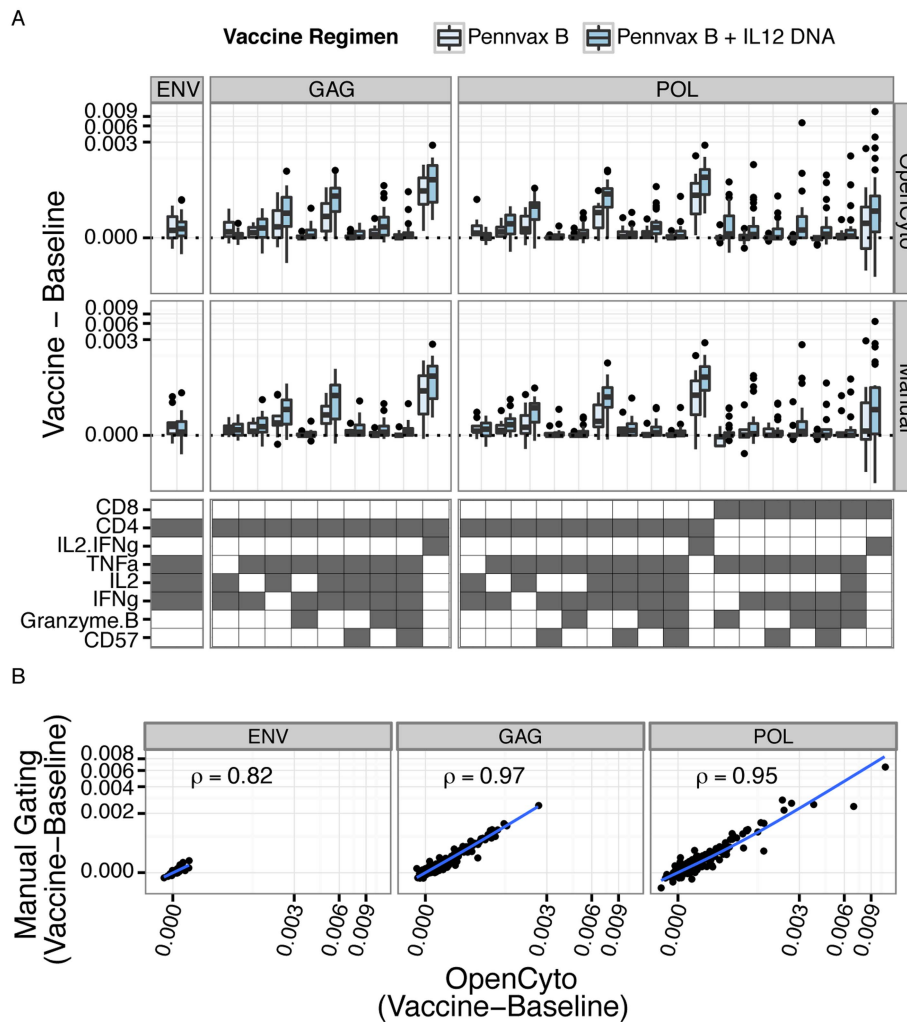 A
Vaccine Regimen Pennvax B Pennvax B + IL12 DNA
ENV GAG POL
Vaccine − Baseline
0.009
0.006
0.003
0.000
OpenCyto
0.009
0.006
0.003
0.000
Manual
CD8
CD4
IL2.IFNg
TNFa
IL2
IFNg
Granzyme.B
CD57
B
Manual Gating
(Vaccine−Baseline)
ENV GAG POL
0.008
0.006
0.004
0.002
0.000
ρ = 0.82 ρ = 0.97 ρ = 0.95
0.000 0.003 0.006 0.009 0.000 0.003 0.006 0.009 0.000 0.003 0.006 0.009
OpenCyto
(Vaccine−Baseline)